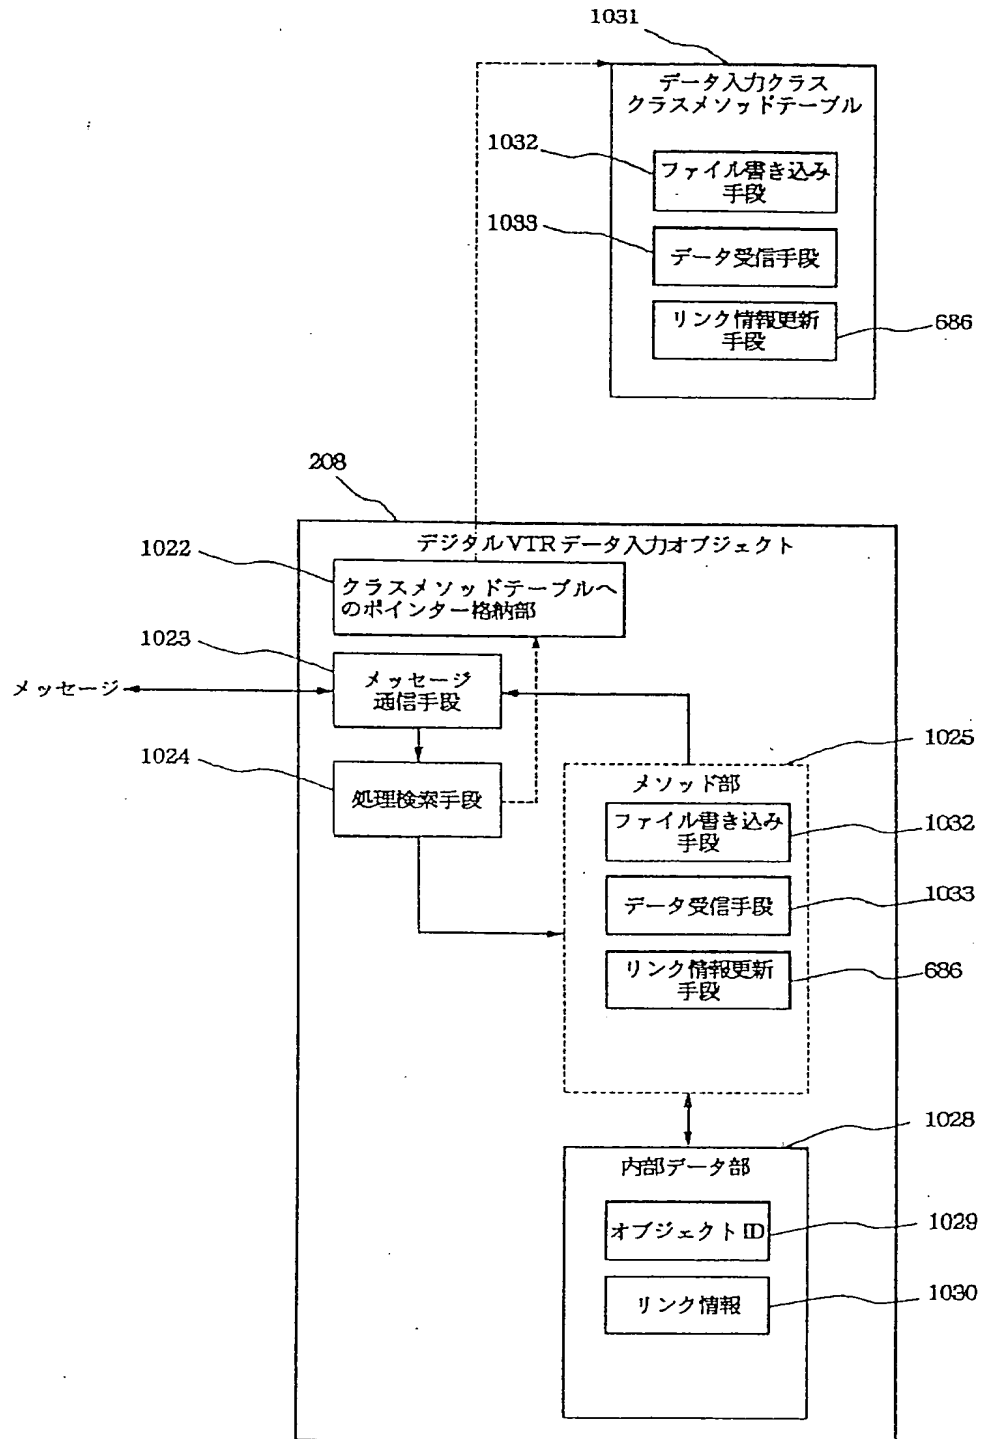 1031
データ入力クラス
クラスメソッドテーブル
1032
ファイル書き込み
手段
1033
データ受信手段
リンク情報更新
手段
686
208
デジタルVTRデータ入力オブジェクト
1022
クラスメソッドテーブルへ
のポインター格納部
1023
メッセージ
メッセージ
通信手段
1024
処理検索手段
1025
メソッド部
ファイル書き込み
手段
1032
データ受信手段
1033
リンク情報更新
手段
686
1028
内部データ部
オブジェクトID
1029
リンク情報
1030